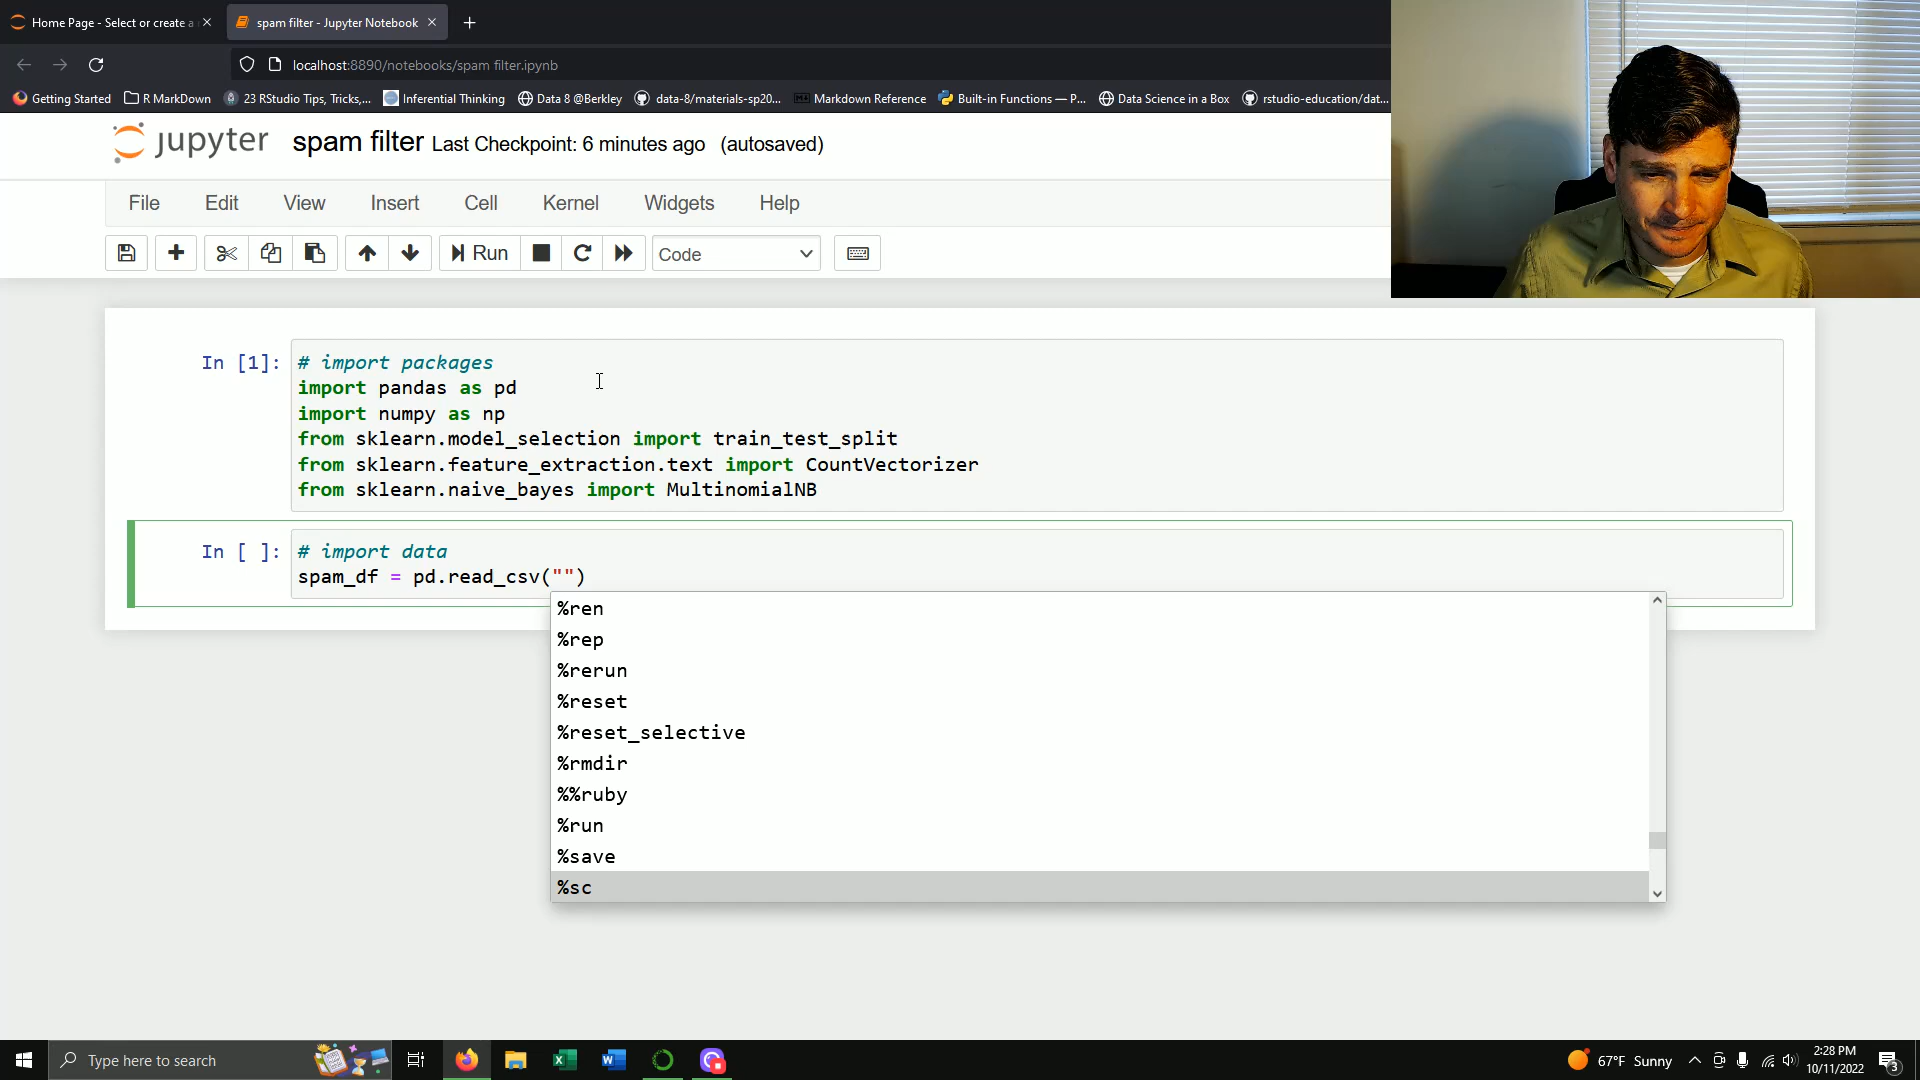 Home Page - Select or create a
spam filter - Jupyter Notebook
localhost:8890/notebooks/spam filter.ipynb
Getting Started
R MarkDown
23 RStudio Tips, Tricks,...
Inferential Thinking
Data 8 @Berkley
data-8/materials-sp20...
Markdown Reference
Built-in Functions — P...
Data Science in a Box
rstudio-education/dat...
jupyter spam filter Last Checkpoint: 6 minutes ago (autosaved)
File Edit View Insert Cell Kernel Widgets Help
Run Code
In [1]: # import packages
import pandas as pd
import numpy as np
from sklearn.model_selection import train_test_split
from sklearn.feature_extraction.text import CountVectorizer
from sklearn.naive_bayes import MultinomialNB
In [ ]: # import data
spam_df = pd.read_csv("")
%ren
%rep
%rerun
%reset
%reset_selective
%rmdir
%%ruby
%run
%save
%sc
Type here to search
67°F Sunny
2:28 PM
10/11/2022
3